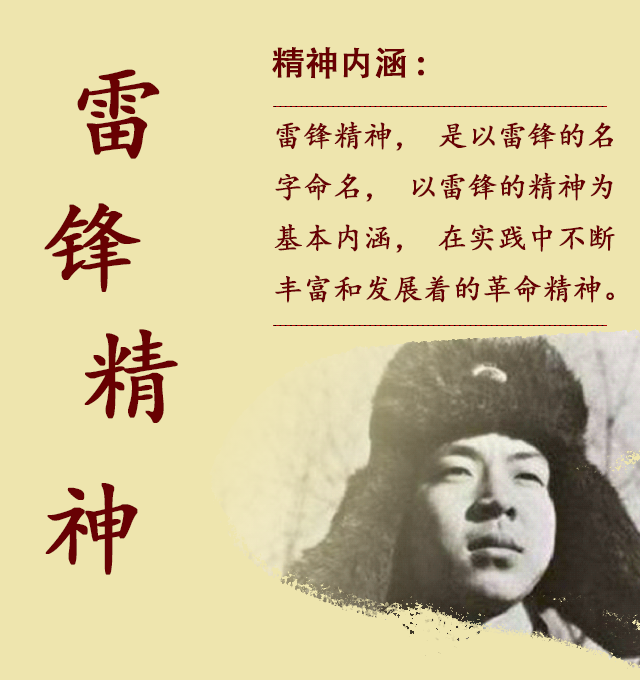 雷锋精神
精神内涵：
雷锋精神， 是以雷锋的名
字命名， 以雷锋的精神为
基本内涵， 在实践中不断
丰富和发展着的革命精神。